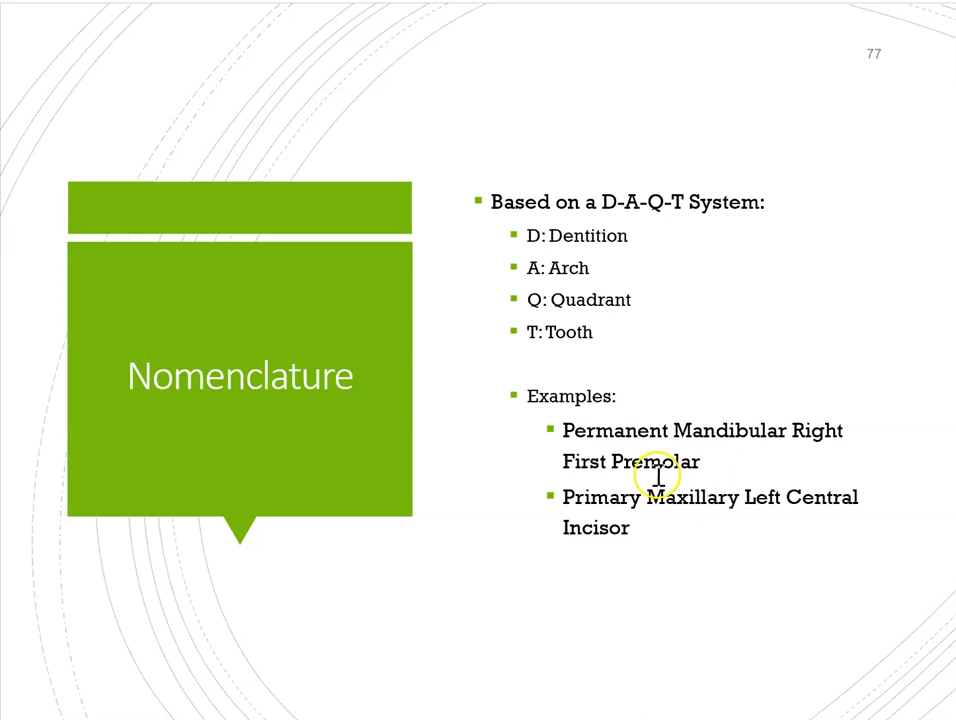 77
Nomenclature
Based on a D-A-Q-T System:
D: Dentition
A: Arch
Q: Quadrant
T: Tooth
Examples:
Permanent Mandibular Right
First Premolar
Primary Maxillary Left Central
Incisor